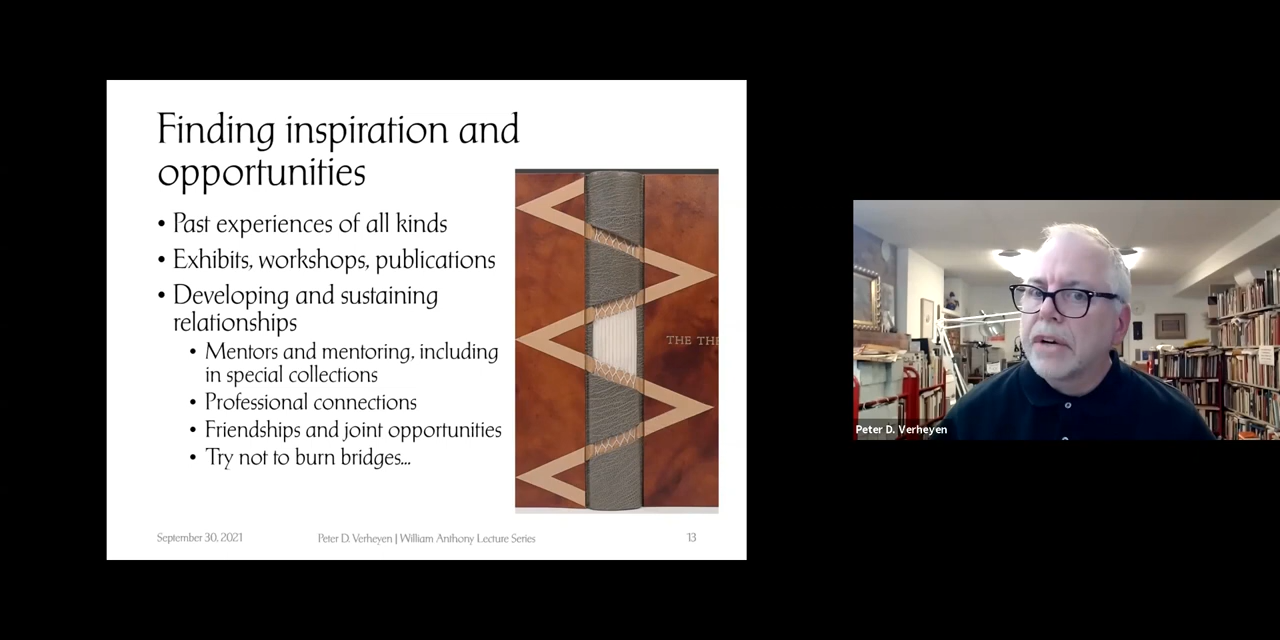 Finding inspiration and
opportunities
• Past experiences of all kinds
• Exhibits, workshops, publications
• Developing and sustaining
relationships
• Mentors and mentoring, including
in special collections
• Professional connections
• Friendships and joint opportunities
• Try not to burn bridges...
THE THE
September 30, 2021
Peter D. Verheyen | William Anthony Lecture Series
13
Peter D. Verheyen